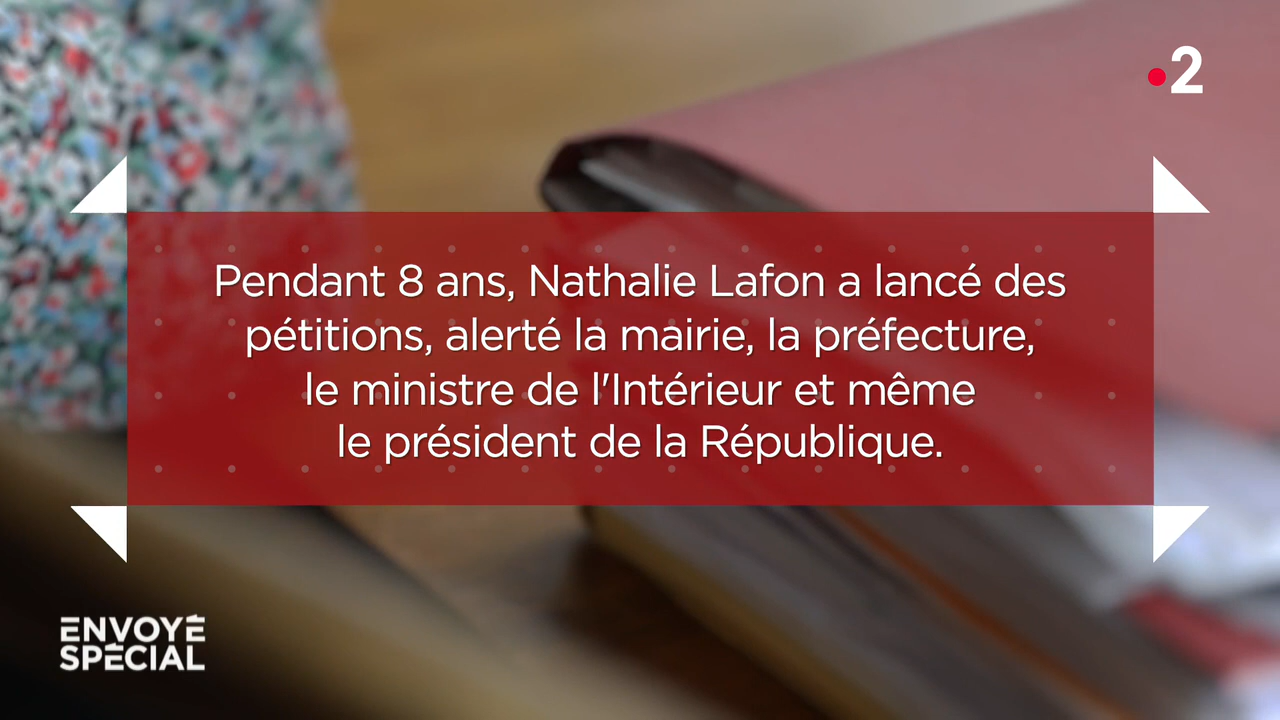 2
Pendant 8 ans, Nathalie Lafon a lancé des
pétitions, alerté la mairie, la préfecture,
le ministre de l'Intérieur et même
le président de la République.
ENVOYÉ
SPÉCIAL